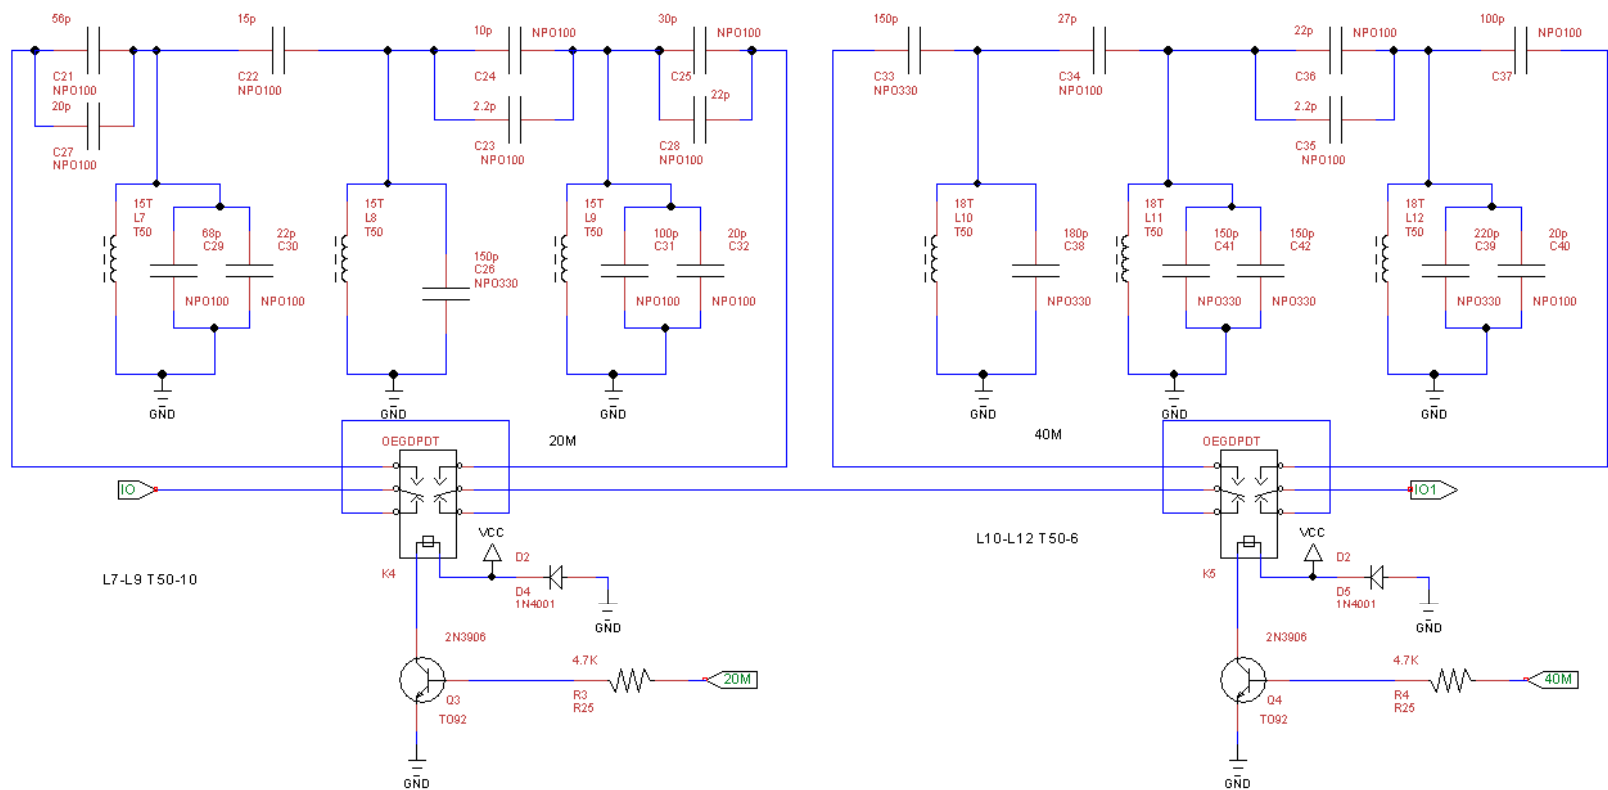 56p
C21
NPO100
20p
C27
NPO100
15p
C22
NPO100
10p
NPO100
C24
2.2p
C23
NPO100
30p
NPO100
C25
22p
C28
NPO100
150p
C33
NPO330
27p
C34
NPO100
22p
NPO100
C36
2.2p
C35
NPO100
100p
NPO100
C37
15T
L7
T50
68p
C29
NPO100
22p
C30
NPO100
15T
L8
T50
150p
C26
NPO330
15T
L9
T50
100p
C31
NPO100
20p
C32
NPO100
18T
L10
T50
180p
C38
NPO330
18T
L11
T50
150p
C41
NPO330
150p
C42
NPO330
18T
L12
T50
220p
C39
NPO330
20p
C40
NPO100
GND
GND
GND
GND
GND
GND
OEGDPDT
20M
40M
OEGDPDT
IO
IO1
L7-L9 T50-10
K4
VCC
D2
D4
1N4001
GND
L10-L12 T50-6
K5
VCC
D2
D5
1N4001
GND
2N3906
Q3
TO92
4.7K
R3
R25
20M
GND
2N3906
Q4
TO92
4.7K
R4
R25
40M
GND